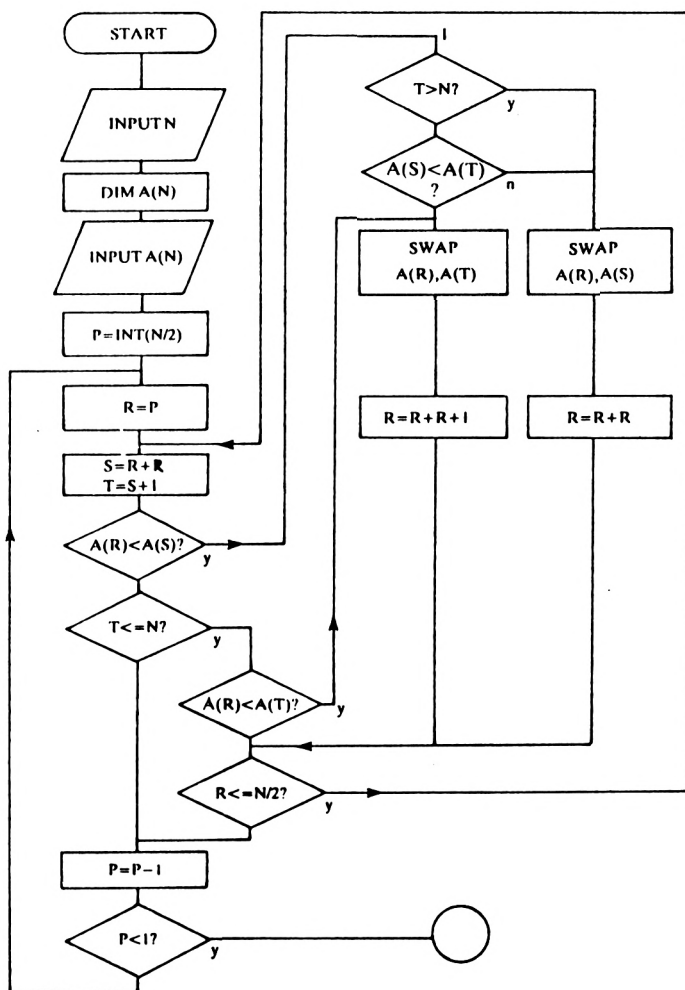 START
INPUT N
DIM A(N)
INPUT A(N)
P=INT(N/2)
R=P
S=R+R
T=S+1
A(R)<A(S)?
y
T<=N?
y
A(R)<A(T)?
y
R<=N/2?
y
P=P-1
P<1?
y
1
T>N?
y
A(S)<A(T)
?
n
SWAP
A(R),A(T)
SWAP
A(R),A(S)
R=R+R+1
R=R+R